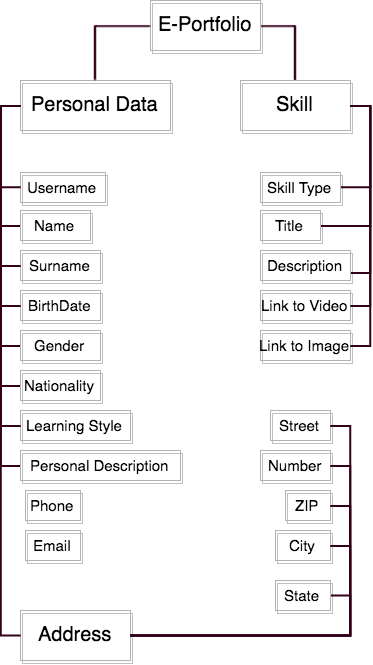 E-Portfolio
Personal Data
Skill
Username
Skill Type
Name
Title
Surname
Description
BirthDate
Link to Video
Gender
Link to Image
Nationality
Learning Style
Street
Personal Description
Number
Phone
ZIP
Email
City
State
Address